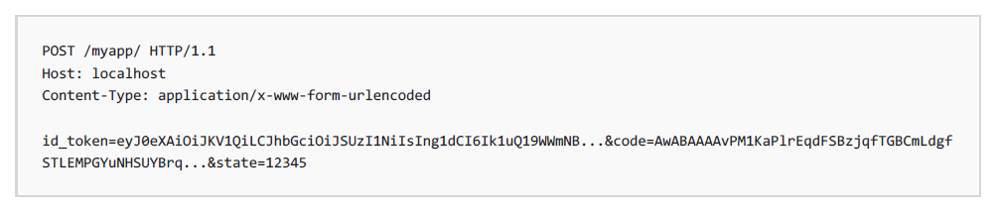 POST /myapp/ HTTP/1.1
Host: localhost
Content-Type: application/x-www-form-urlencoded
id_token=eyJ0eXAiOiJKV1QiLCJhbGciOiJSUzI1NiIsIng1dCI6Ik1uQ19WWmNB...&code=AwABAAAAvPM1KaPlrEqdFSBzjqfTGBCmLdgf
STLEMPGYuNHSUYBrq...&state=12345